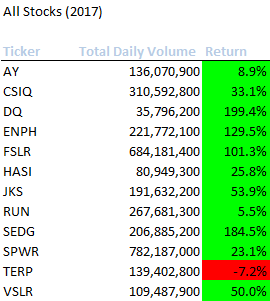 All Stocks (2017)
Ticker Total Daily Volume Return
AY 136,070,900 8.9%
CSIQ 310,592,800 33.1%
DQ 35,796,200 199.4%
ENPH 221,772,100 129.5%
FSLR 684,181,400 101.3%
HASI 80,949,300 25.8%
JKS 191,632,200 53.9%
RUN 267,681,300 5.5%
SEDG 206,885,200 184.5%
SPWR 782,187,000 23.1%
TERP 139,402,800 -7.2%
VSLR 109,487,900 50.0%